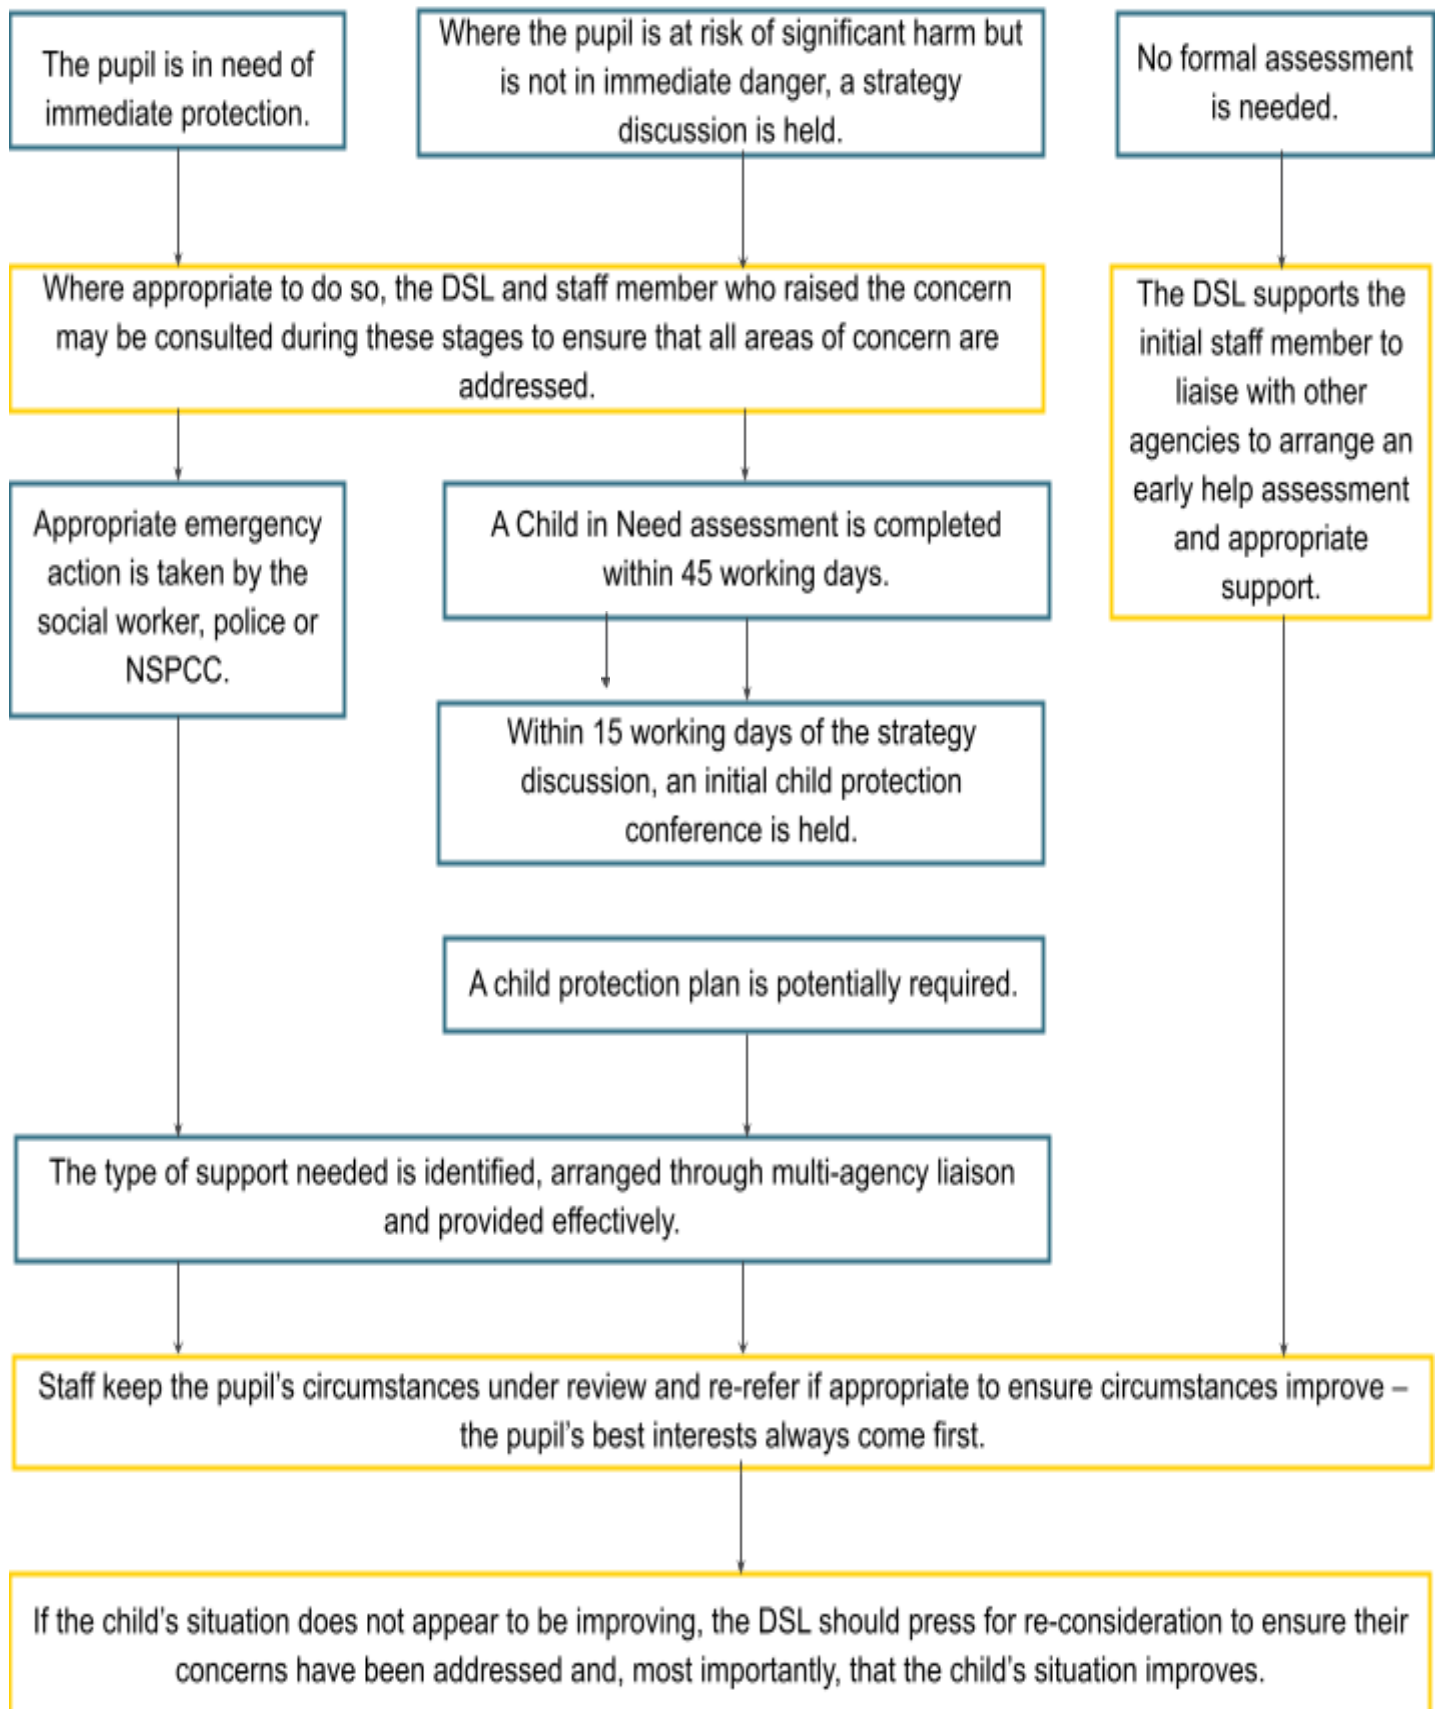 The pupil is in need of
immediate protection.
Where the pupil is at risk of significant harm but
is not in immediate danger, a strategy
discussion is held.
No formal assessment
is needed.
Where appropriate to do so, the DSL and staff member who raised the concern
may be consulted during these stages to ensure that all areas of concern are
addressed.
The DSL supports the
initial staff member to
liaise with other
agencies to arrange an
early help assessment
and appropriate
support.
Appropriate emergency
action is taken by the
social worker, police or
NSPCC.
A Child in Need assessment is completed
within 45 working days.
Within 15 working days of the strategy
discussion, an initial child protection
conference is held.
A child protection plan is potentially required.
The type of support needed is identified, arranged through multi-agency liaison
and provided effectively.
Staff keep the pupil’s circumstances under review and re-refer if appropriate to ensure circumstances improve –
the pupil’s best interests always come first.
If the child’s situation does not appear to be improving, the DSL should press for re-consideration to ensure their
concerns have been addressed and, most importantly, that the child’s situation improves.